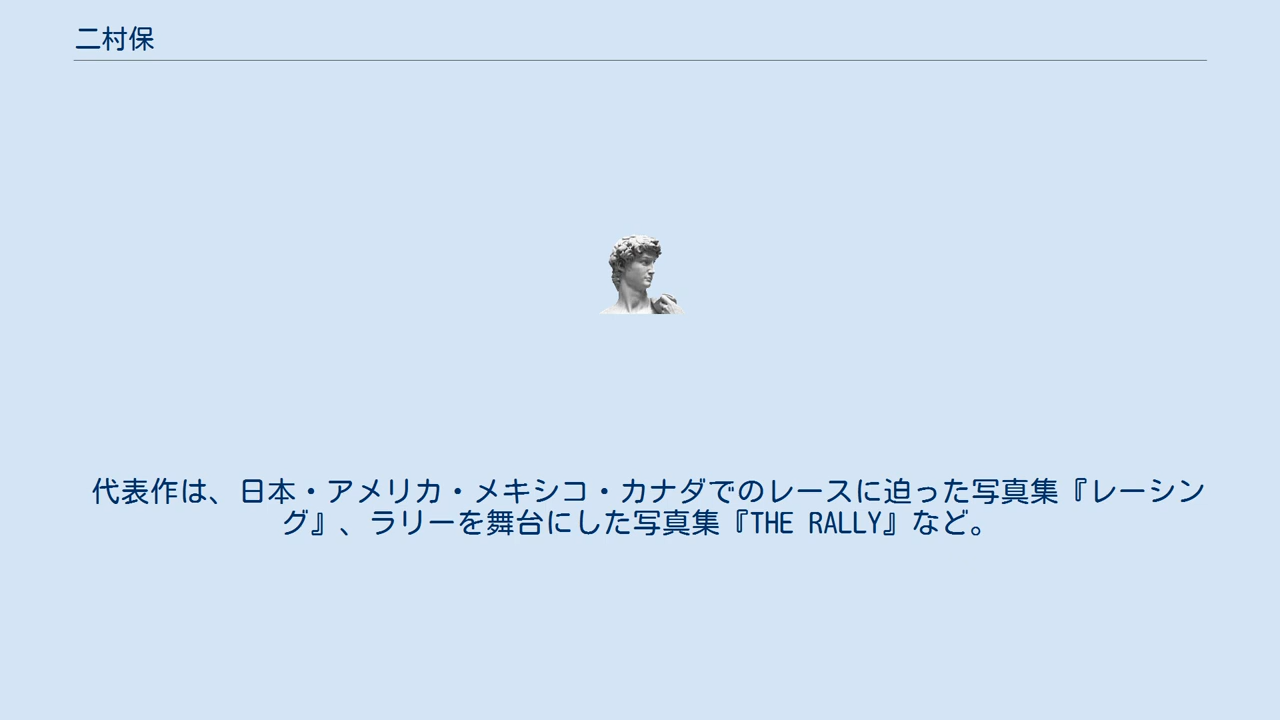 二村保
代表作は、日本・アメリカ・メキシコ・カナダでのレースに迫った写真集『レーシン
グ』、ラリーを舞台にした写真集『THE RALLY』など。